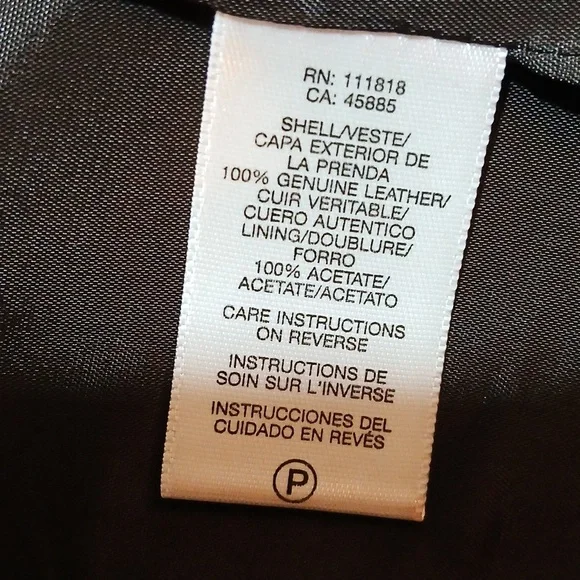 RN: 111818
CA: 45885
SHELL/VESTE/
CAPA EXTERIOR DE
LA PRENDA
100% GENUINE LEATHER/
CUIR VERITABLE/
CUERO AUTENTICO
LINING/DOUBLURE/
FORRO
100% ACETATE/
ACETATE/ACETATO
CARE INSTRUCTIONS
ON REVERSE
INSTRUCTIONS DE
SOIN SUR L'INVERSE
INSTRUCCIONES DEL
CUIDADO EN REVÉS
P